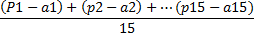 (P1 − a1) + (p2 − a2) + ⋯ (p15 − a15)
15